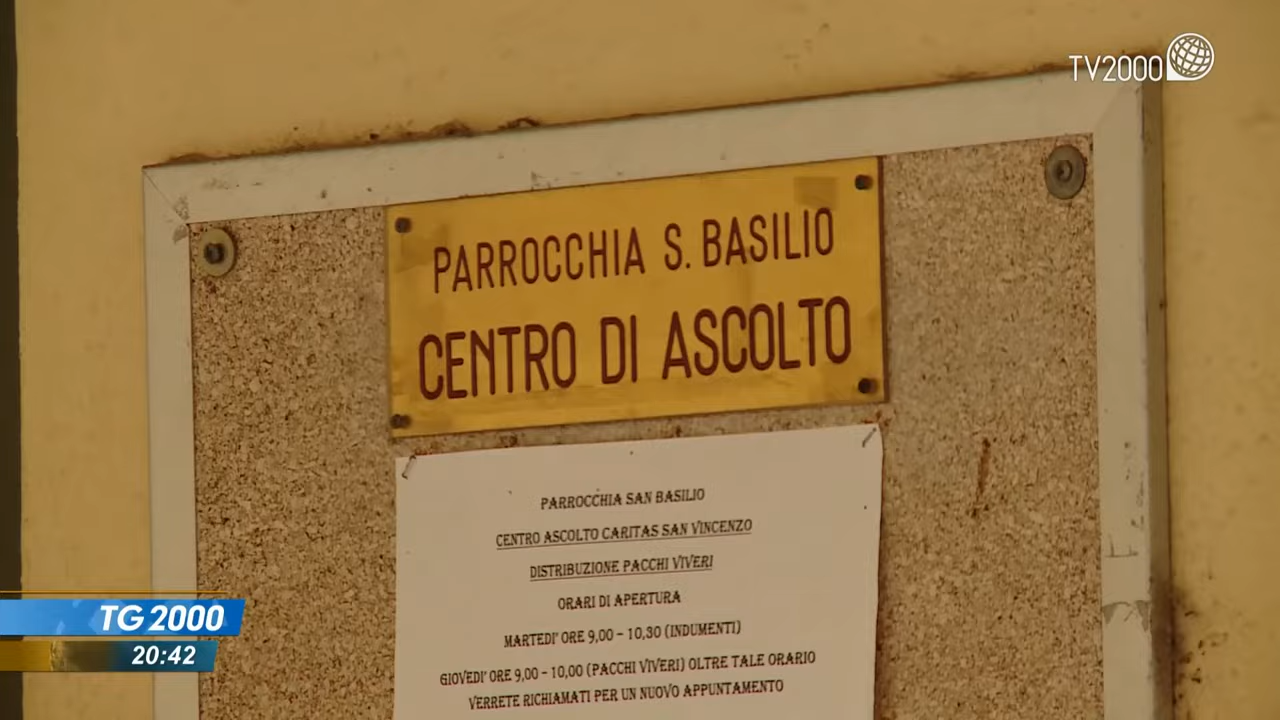 TV2000
PARROCCHIA S. BASILIO
CENTRO DI ASCOLTO
PARROCCHIA SAN BASILIO
CENTRO ASCOLTO CARITAS SAN VINCENZO
DISTRIBUZIONE PACCHI VIVERI
ORARI DI APERTURA
MARTEDI' ORE 9,00 – 10,30 (INDUMENTI)
GIOVEDI' ORE 9,00 – 10,00 (PACCHI VIVERI) OLTRE TALE ORARIO
VERRETE RICHIAMATI PER UN NUOVO APPUNTAMENTO
TG 2000
20:42